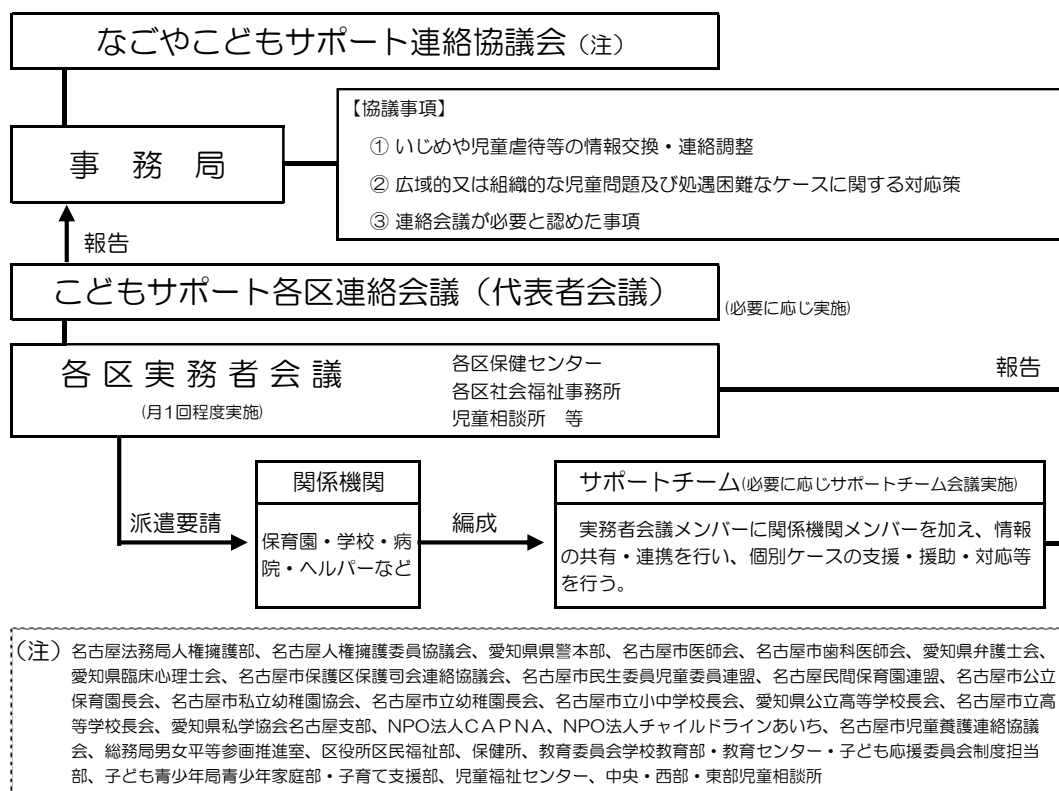 なごやこどもサポート連絡協議会（注）
事　務　局
【協議事項】
① いじめや児童虐待等の情報交換・連絡調整
② 広域的又は組織的な児童問題及び処遇困難なケースに関する対応策
③ 連絡会議が必要と認めた事項
報告
こどもサポート各区連絡会議（代表者会議）
(必要に応じ実施)
各区実務者会議
(月1回程度実施)
各区保健センター
各区社会福祉事務所
児童相談所　等
報告
派遣要請
関係機関
保育園・学校・病
院・ヘルパーなど
編成
サポートチーム(必要に応じサポートチーム会議実施)
実務者会議メンバーに関係機関メンバーを加え、情報
の共有・連携を行い、個別ケースの支援・援助・対応等
を行う。
（注）名古屋法務局人権擁護部、名古屋人権擁護委員協議会、愛知県県警本部、名古屋市医師会、名古屋市歯科医師会、愛知県弁護士会、
愛知県臨床心理士会、名古屋市保護区保護司会連絡協議会、名古屋市民生委員児童委員連盟、名古屋民間保育園連盟、名古屋市公立
保育園長会、名古屋市私立幼稚園協会、名古屋市立幼稚園長会、名古屋市立小中学校長会、愛知県公立高等学校長会、名古屋市立高
等学校長会、愛知県私学協会名古屋支部、NPO法人CAPNA、NPO法人チャイルドラインあいち、名古屋市児童養護連絡協議
会、総務局男女平等参画推進室、区役所区民福祉部、保健所、教育委員会学校教育部・教育センター・子ども応援委員会制度担当
部、子ども青少年局青少年家庭部・子育て支援部、児童福祉センター、中央・西部・東部児童相談所